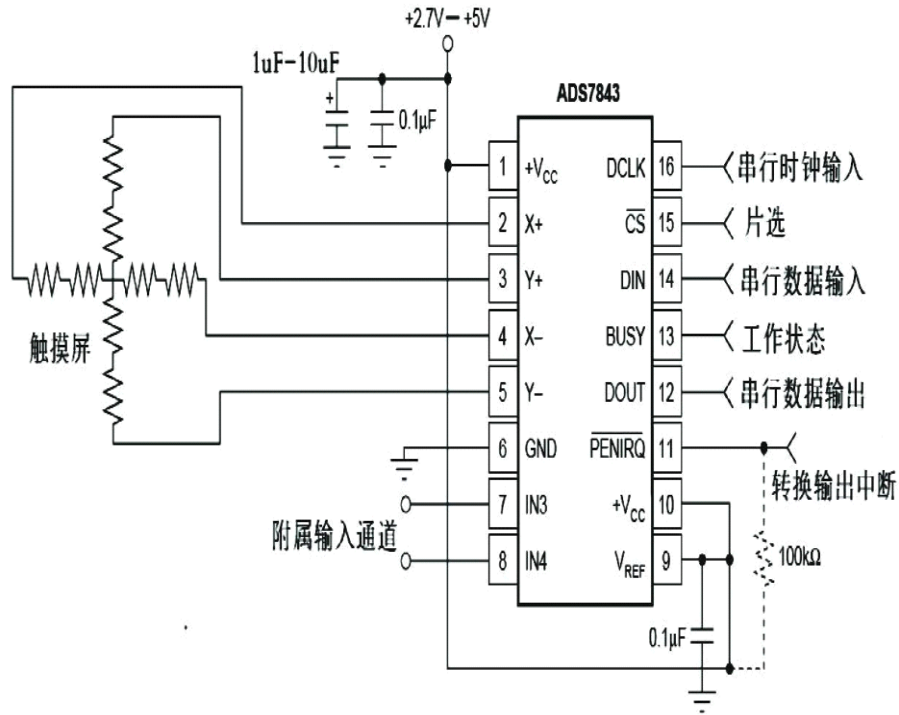 +2.7V－+5V
1uF-10uF
ADS7843
+
0.1μF
1 +VCC DCLK 16 串行时钟输入
2 X+ CS 15 片选
3 Y+ DIN 14 串行数据输入
触摸屏
4 X– BUSY 13 工作状态
5 Y– DOUT 12 串行数据输出
6 GND PENIRQ 11
转换输出中断
7 IN3 +VCC 10
附属输入通道
8 IN4 VREF 9
100kΩ
0.1μF